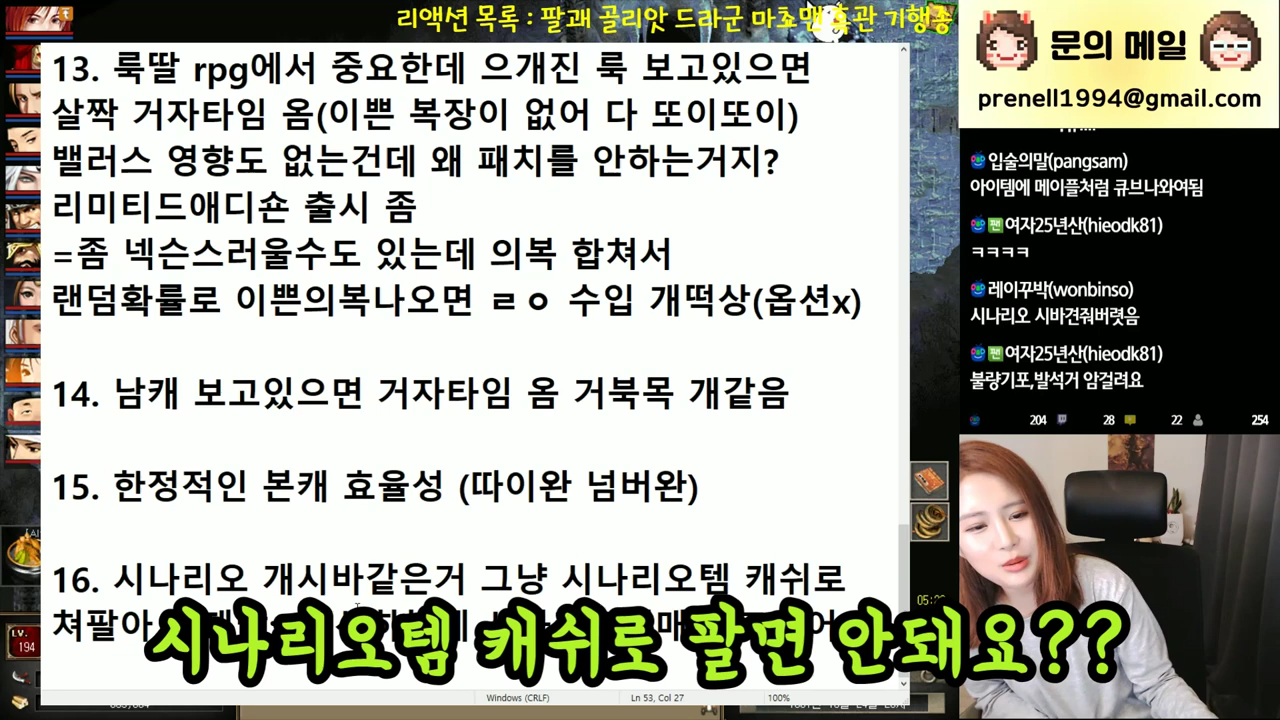 리액션 목록 : 팔괘 골리앗 드라군 마쵸맨 흑관 기행종
13. 룩딸 rpg에서 중요한데 으개진 룩 보고있으면
살짝 거자타임 옴(이쁜 복장이 없어 다 또이또이)
밸러스 영향도 없는건데 왜 패치를 안하는거지?
리미티드애디숀 출시 좀
=좀 넥슨스러울수도 있는데 의복 합쳐서
랜덤확률로 이쁜의복나오면 ㄹㅇ 수입 개떡상(옵션x)
14. 남캐 보고있으면 거자타임 옴 거북목 개같음
15. 한정적인 본캐 효율성 (따이완 넘버완)
16. 시나리오 개시바같은거 그냥 시나리오템 캐쉬로
쳐팔아
시나리오템 캐쉬로 팔면 안돼요??
Windows (CRLF)
Ln 53, Col 27
100%
LV.
194
문의 메일
prenell1994@gmail.com
입술의말(pangsam)
아이템에 메이플처럼 큐브나와여됨
팬 여자25년산(hieodk81)
ㅋㅋㅋㅋ
레이꾸박(wonbinso)
시나리오 시바견줘버렷음
팬 여자25년산(hieodk81)
불량기포,발석거 암걸려요
204 28 22 254